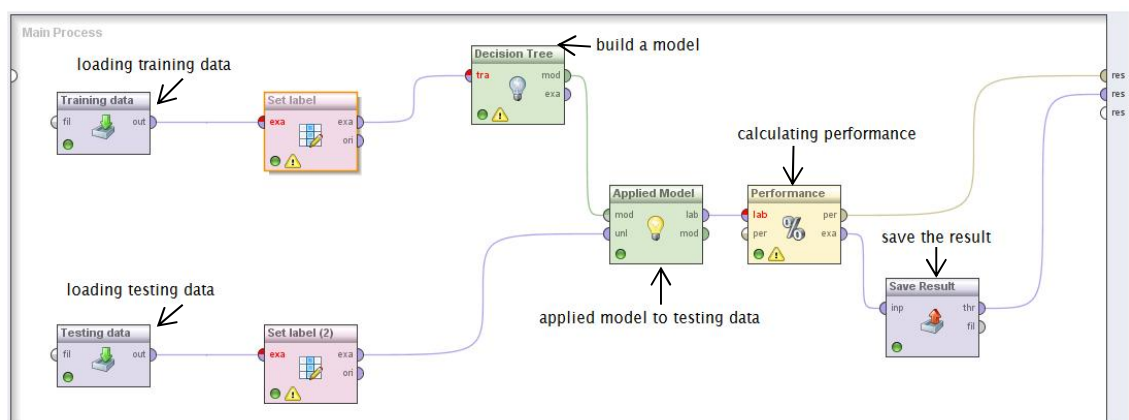 Main Process
build a model
loading training data
Decision Tree
tra mod
exa
Training data
fil out
Set label
exa exa
ori
res
res
res
calculating performance
Applied Model
mod lab
unl mod
Performance
lab per
per exa
%
save the result
loading testing data
applied model to testing data
Save Result
inp thr
fil
Testing data
fil out
Set label (2)
exa exa
ori